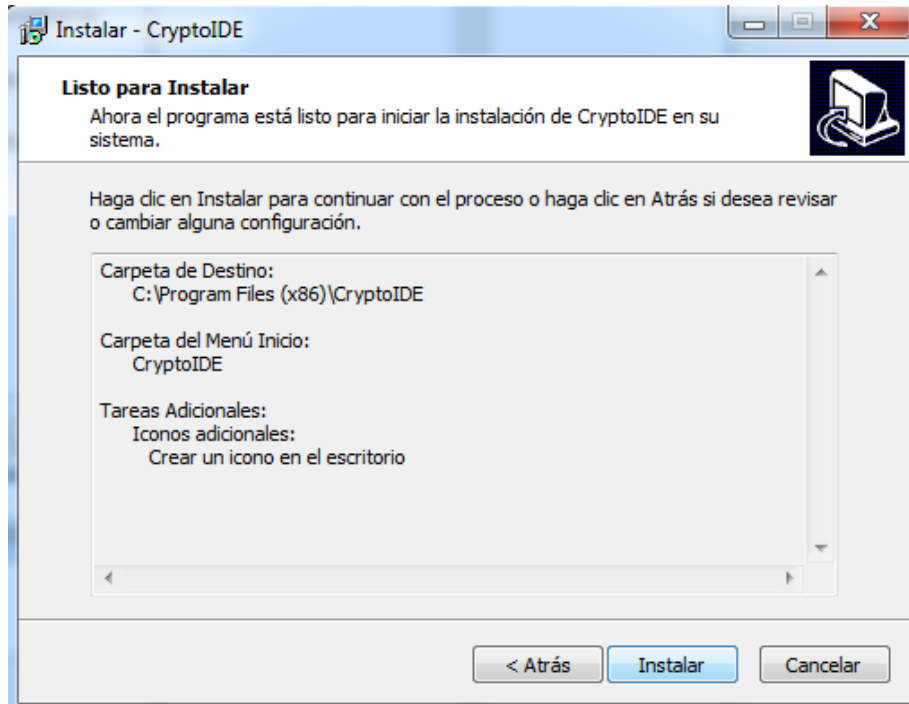 Instalar - CryptoIDE
Listo para Instalar
Ahora el programa está listo para iniciar la instalación de CryptoIDE en su
sistema.
Haga clic en Instalar para continuar con el proceso o haga clic en Atrás si desea revisar
o cambiar alguna configuración.
Carpeta de Destino:
C:\Program Files (x86)\CryptoIDE
Carpeta del Menú Inicio:
CryptoIDE
Tareas Adicionales:
Iconos adicionales:
Crear un icono en el escritorio
< Atrás
Instalar
Cancelar